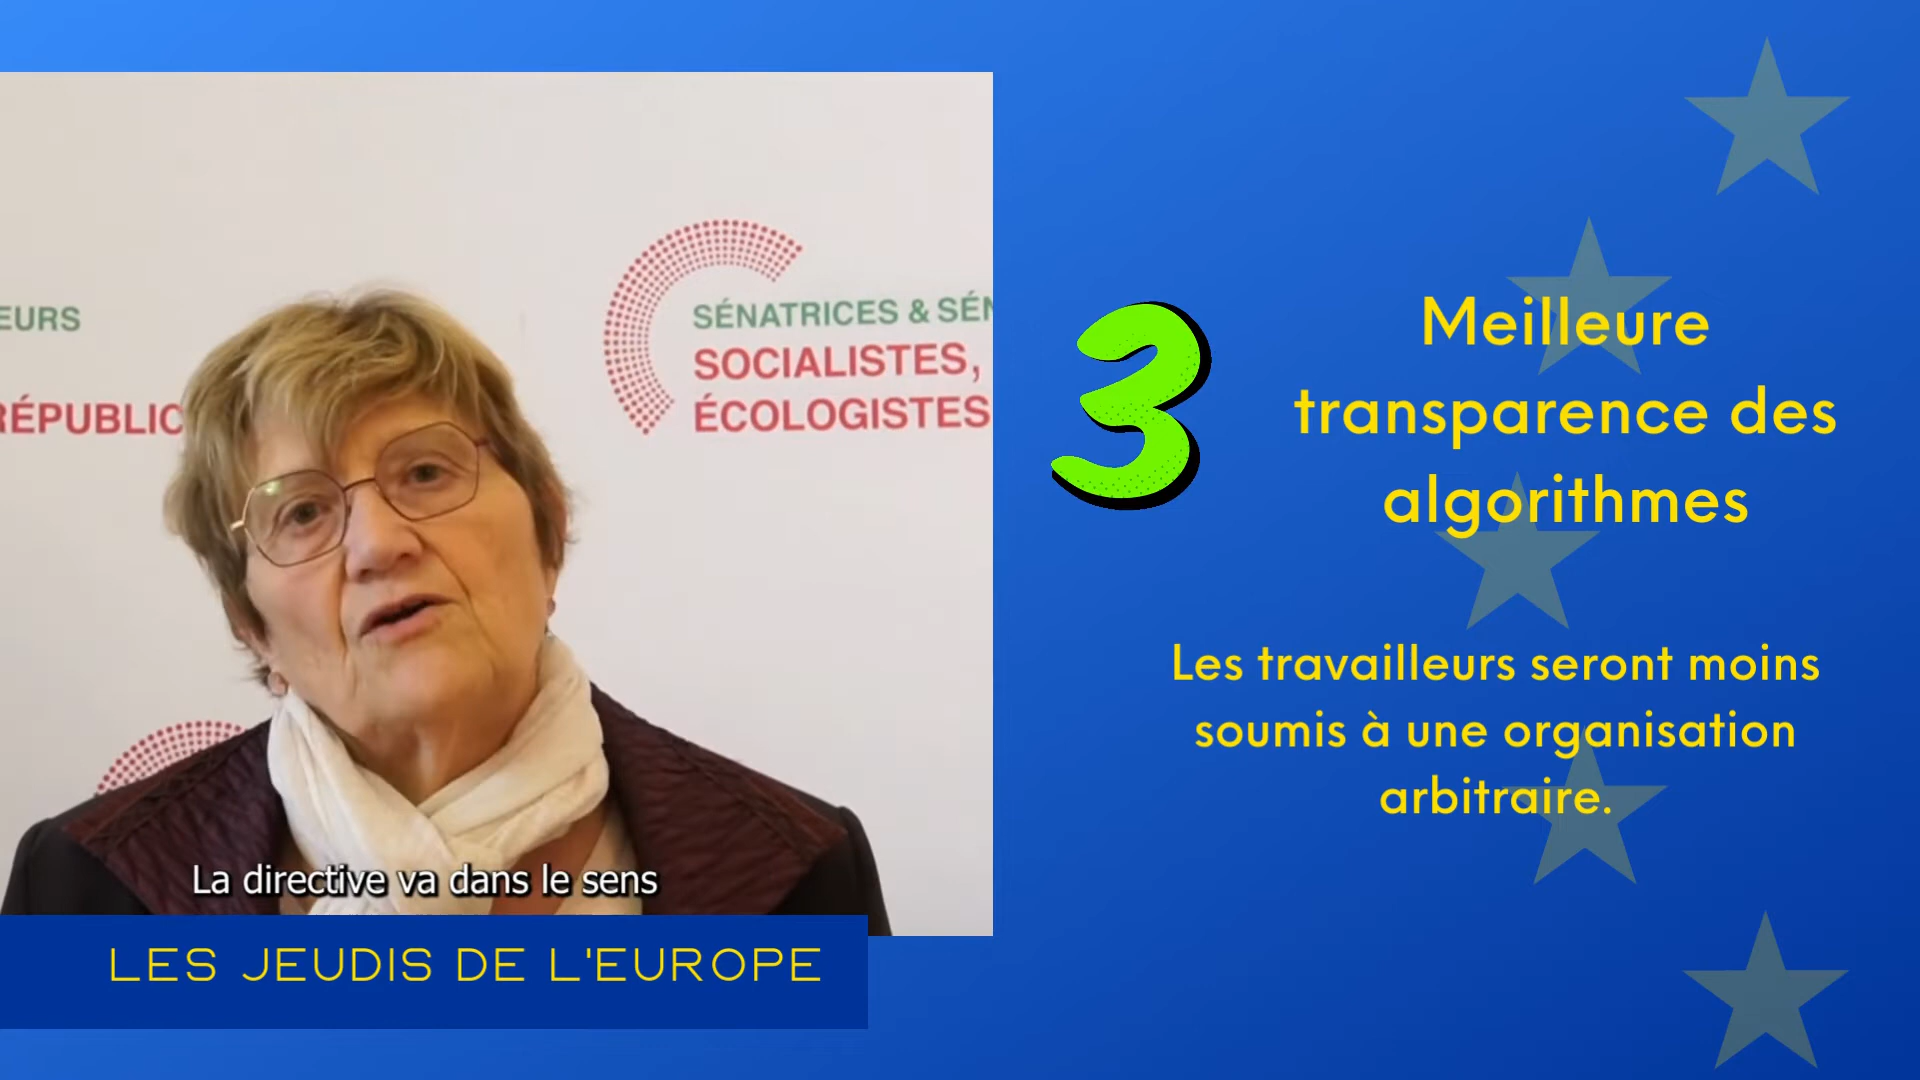 EURS
RÉPUBLIC
SÉNATRICES & SÉN
SOCIALISTES,
ÉCOLOGISTES
La directive va dans le sens
LES JEUDIS DE L'EUROPE
3
Meilleure
transparence des
algorithmes
Les travailleurs seront moins
soumis à une organisation
arbitraire.